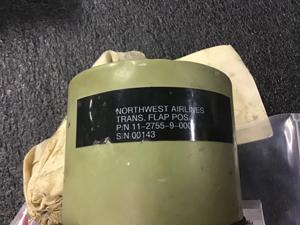 NORTHWEST AIRLINES
TRANS. FLAP POS.
P/N 11-2755-9-000
S/N 00143